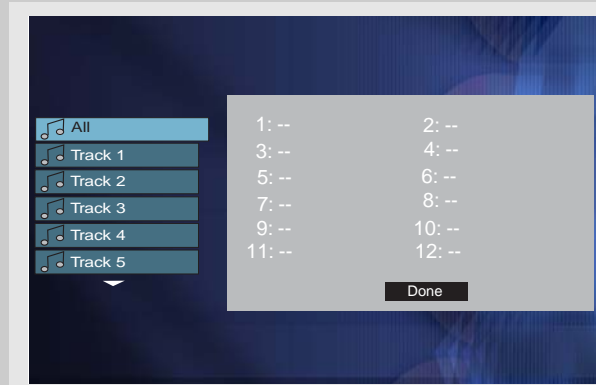 All
Track 1
Track 2
Track 3
Track 4
Track 5
1: -- 2: --
3: -- 4: --
5: -- 6: --
7: -- 8: --
9: -- 10: --
11: -- 12: --
Done